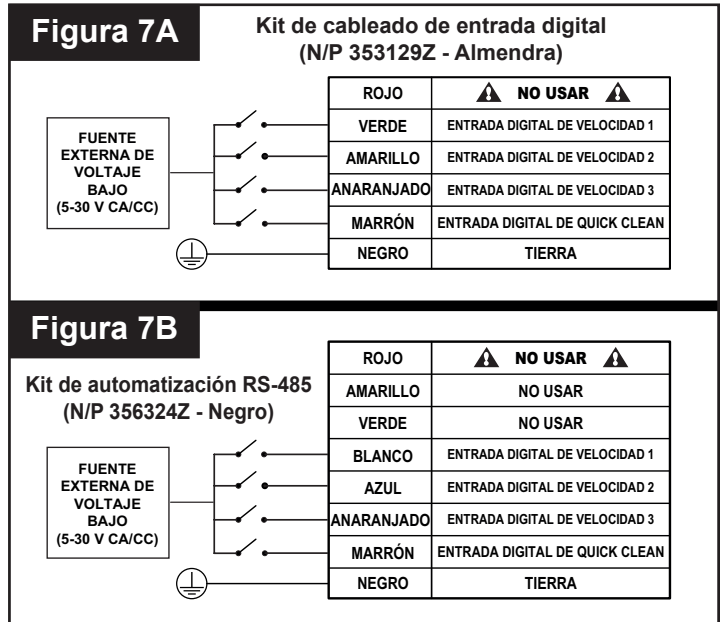 Figura 7A
Kit de cableado de entrada digital
(N/P 353129Z - Almendra)
FUENTE
EXTERNA DE
VOLTAJE
BAJO
(5-30 V CA/CC)
ROJO NO USAR
VERDE ENTRADA DIGITAL DE VELOCIDAD 1
AMARILLO ENTRADA DIGITAL DE VELOCIDAD 2
ANARANJADO ENTRADA DIGITAL DE VELOCIDAD 3
MARRÓN ENTRADA DIGITAL DE QUICK CLEAN
NEGRO TIERRA
Figura 7B
Kit de automatización RS-485
(N/P 356324Z - Negro)
FUENTE
EXTERNA DE
VOLTAJE
BAJO
(5-30 V CA/CC)
ROJO NO USAR
AMARILLO NO USAR
VERDE NO USAR
BLANCO ENTRADA DIGITAL DE VELOCIDAD 1
AZUL ENTRADA DIGITAL DE VELOCIDAD 2
ANARANJADO ENTRADA DIGITAL DE VELOCIDAD 3
MARRÓN ENTRADA DIGITAL DE QUICK CLEAN
NEGRO TIERRA